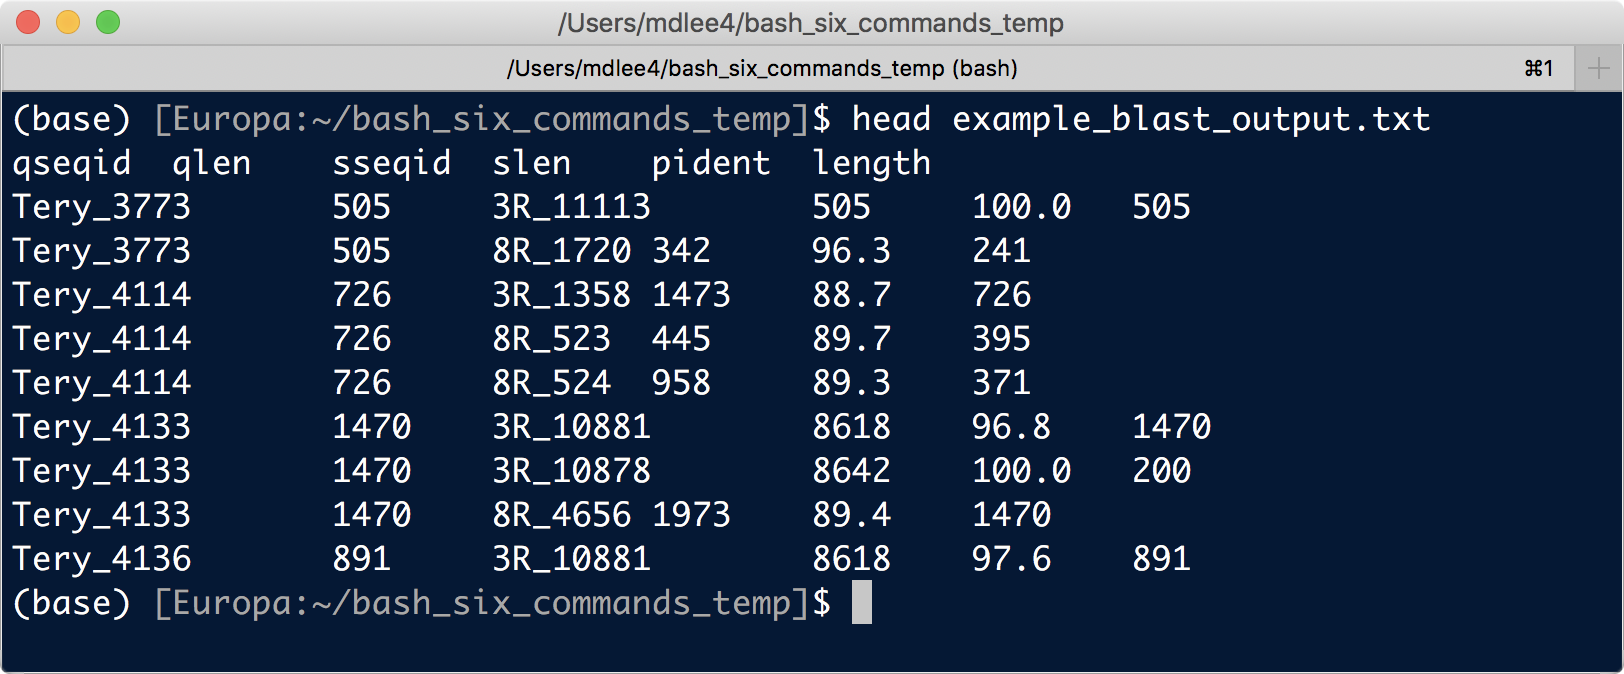 /Users/mdlee4/bash_six_commands_temp
/Users/mdlee4/bash_six_commands_temp (bash) ⌘1 +
(base) [Europa:~/bash_six_commands_temp]$ head example_blast_output.txt
qseqid  qlen    sseqid  slen    pident  length
Tery_3773       505     3R_11113        505     100.0   505
Tery_3773       505     8R_1720 342     96.3    241
Tery_4114       726     3R_1358 1473    88.7    726
Tery_4114       726     8R_523  445     89.7    395
Tery_4114       726     8R_524  958     89.3    371
Tery_4133       1470    3R_10881        8618    96.8    1470
Tery_4133       1470    3R_10878        8642    100.0   200
Tery_4133       1470    8R_4656 1973    89.4    1470
Tery_4136       891     3R_10881        8618    97.6    891
(base) [Europa:~/bash_six_commands_temp]$